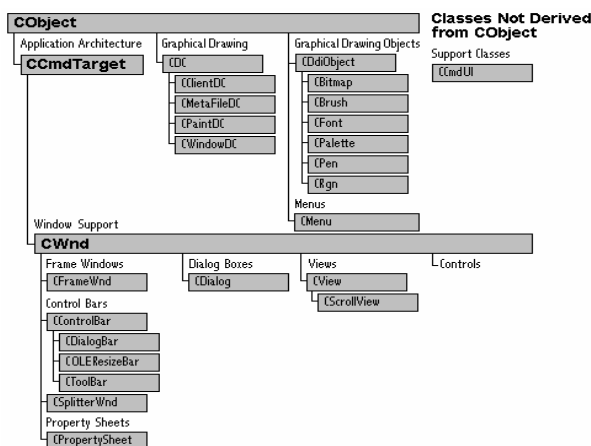 CObject
Classes Not Derived
from CObject
Application Architecture
Graphical Drawing
Graphical Drawing Objects
Support Classes
CCmdTarget
CDC
CDdiObject
CCmdUI
CClientDC
CMetaFileDC
CPaintDC
CWindowDC
CBitmap
CBrush
CFont
CPalette
CPen
CRgn
Menus
CMenu
Window Support
CWnd
Frame Windows
CFrameWnd
Dialog Boxes
CDialog
Views
CView
CScrollView
Controls
Control Bars
CControlBar
CDialogBar
COLEResizeBar
CToolBar
CSplitterWnd
Property Sheets
CPropertySheet